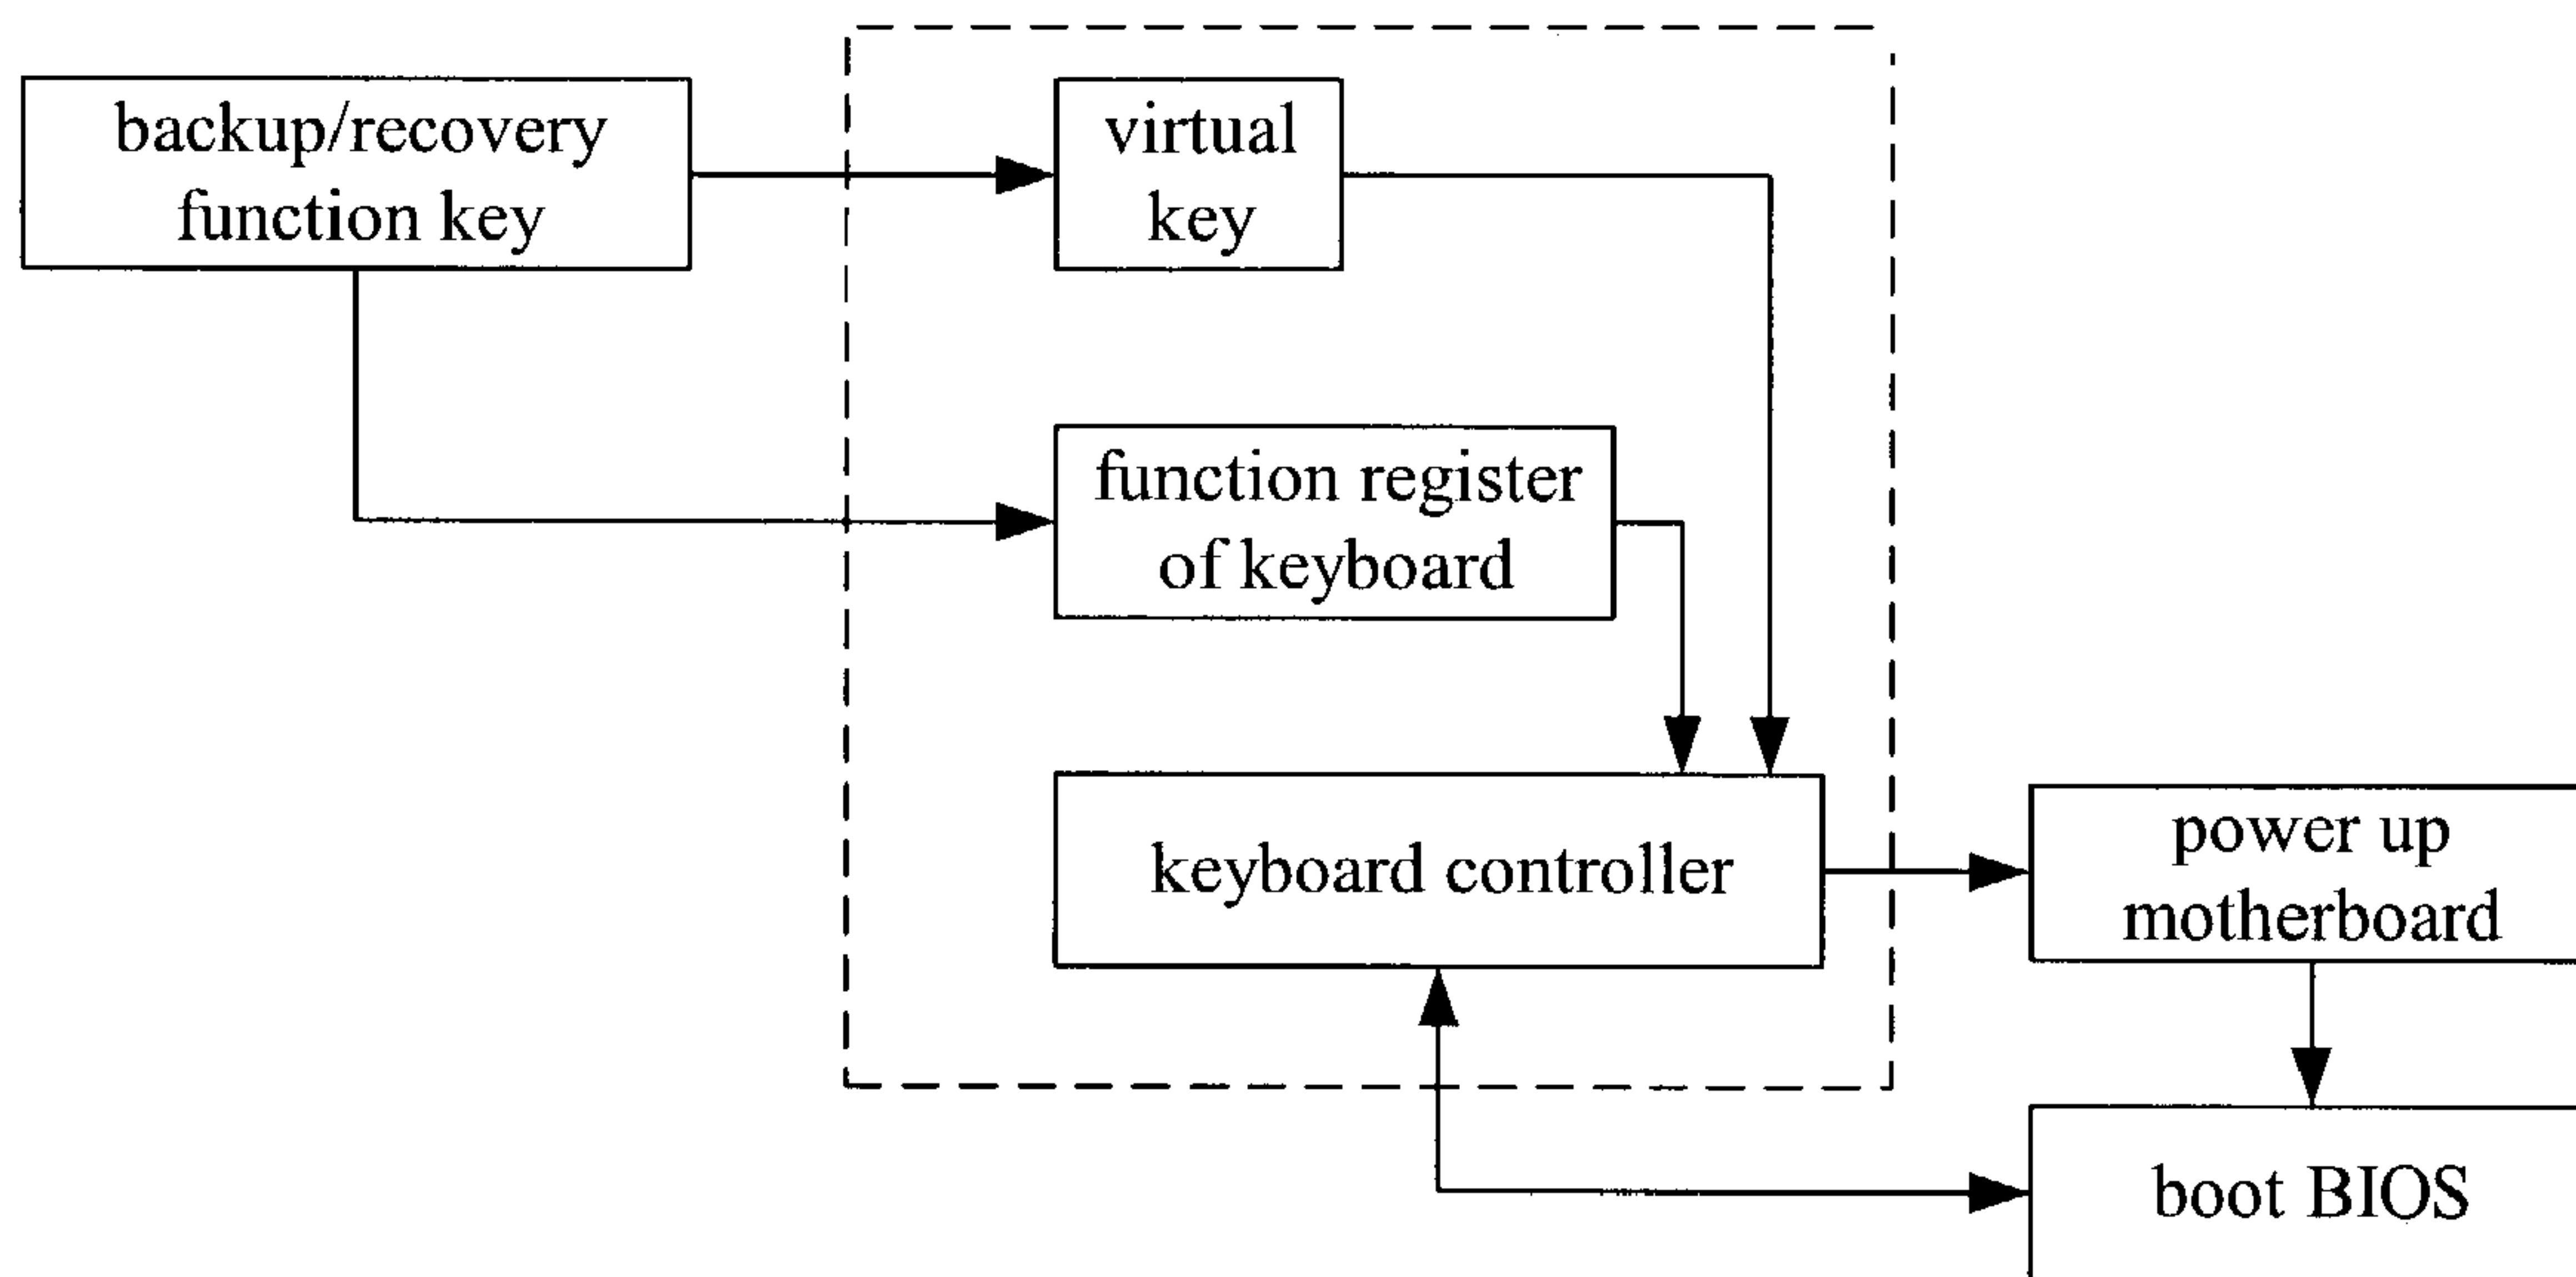 backup/recovery
function key
virtual
key
function register
of keyboard
keyboard controller
power up
motherboard
boot BIOS